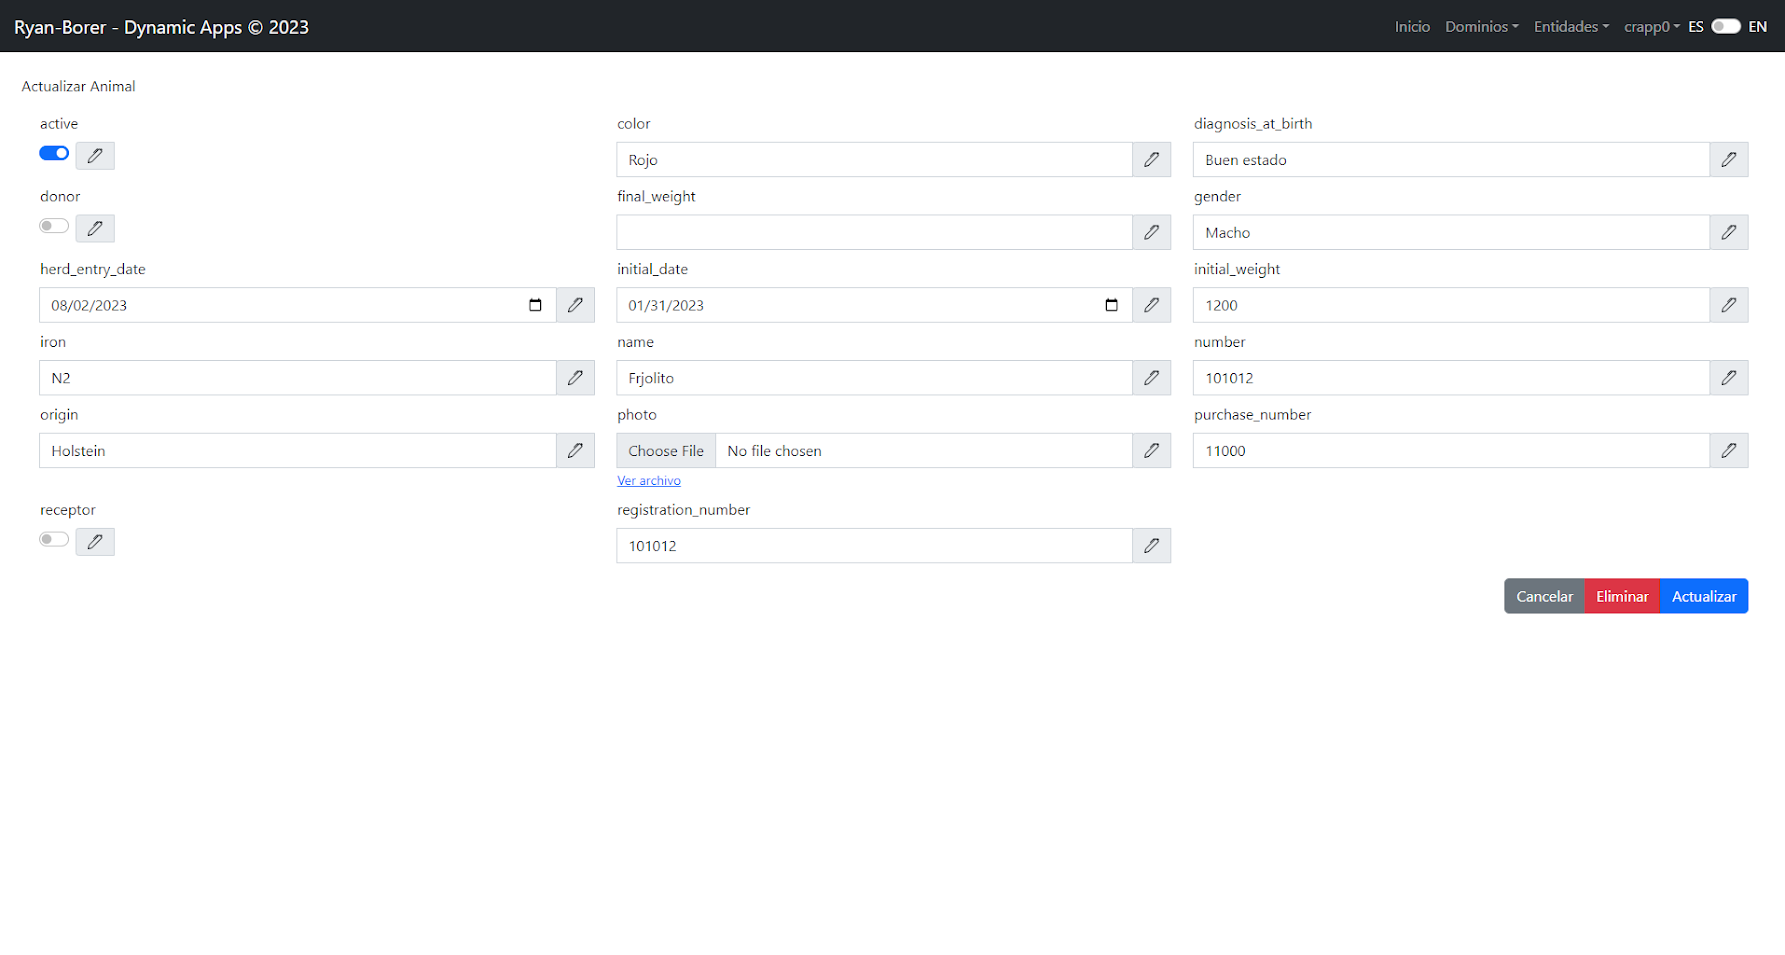 Ryan-Borer - Dynamic Apps © 2023
Inicio Dominios Entidades crapp0 ES EN
Actualizar Animal
active color diagnosis_at_birth
Rojo Buen estado
donor final_weight gender
Macho
herd_entry_date initial_date initial_weight
08/02/2023 01/31/2023 1200
iron name number
N2 Frjolito 101012
origin photo purchase_number
Holstein Choose File No file chosen 11000
Ver archivo
receptor registration_number
101012
Cancelar Eliminar Actualizar